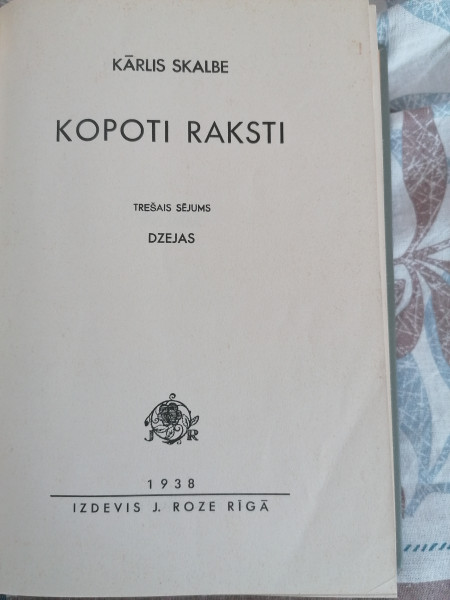 KĀRLIS SKALBE
KOPOTI RAKSTI
TREŠAIS SĒJUMS
DZEJAS
J R
1938
IZDEVIS J. ROZE RĪGĀ